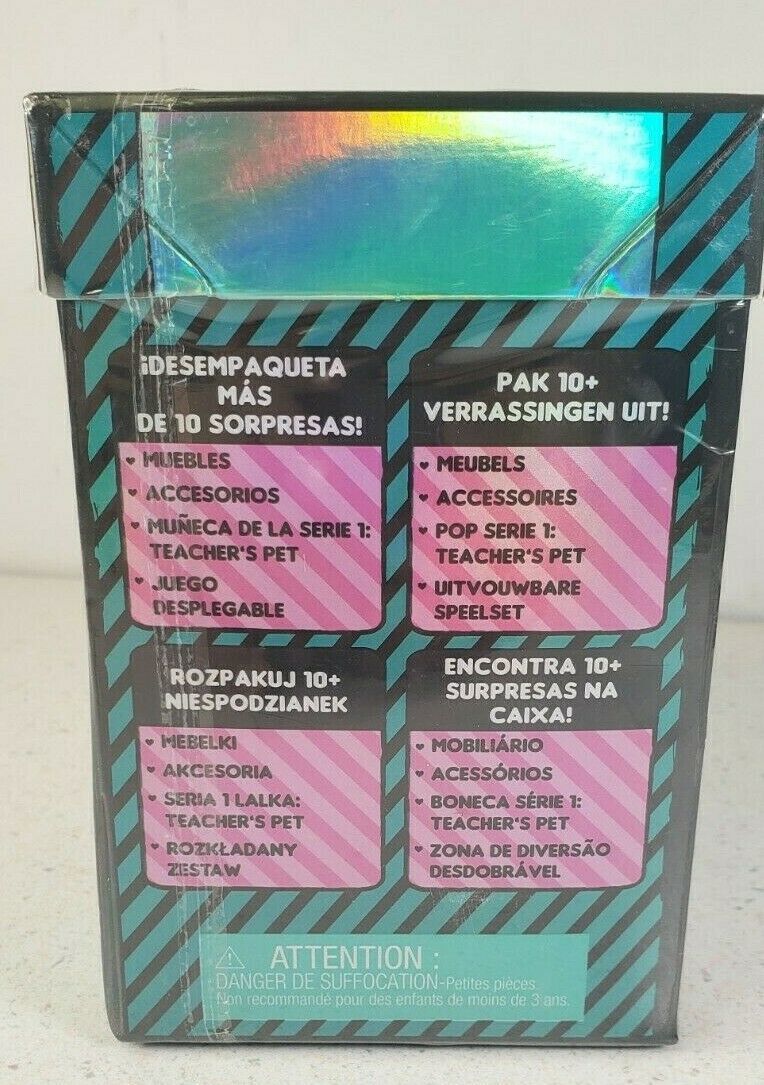 ¡DESEMPAQUETA
MÁS
DE 10 SORPRESAS!
♥ MUEBLES
♥ ACCESORIOS
♥ MUÑECA DE LA SERIE 1:
TEACHER'S PET
♥ JUEGO
DESPLEGABLE
PAK 10+
VERRASSINGEN UIT!
♥ MEUBELS
♥ ACCESSOIRES
♥ POP SERIE 1:
TEACHER'S PET
♥ UITVOUWBARE
SPEELSET
ROZPAKUJ 10+
NIESPODZIANEK
♥ MEBELKI
♥ AKCESORIA
♥ SERIA 1 LALKA:
TEACHER'S PET
♥ ROZKŁADANY
ZESTAW
ENCONTRA 10+
SURPRESAS NA
CAIXA!
♥ MOBILIÁRIO
♥ ACESSÓRIOS
♥ BONECA SÉRIE 1:
TEACHER'S PET
♥ ZONA DE DIVERSÃO
DESDOBRÁVEL
⚠ ATTENTION :
DANGER DE SUFFOCATION-Petites pièces.
Non recommandé pour des enfants de moins de 3 ans.